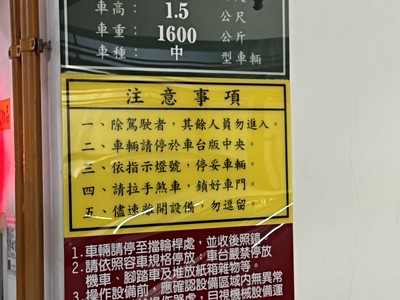 車高： 1.5 公尺
車重： 1600 公斤
車種： 中 型車輛
注意事項
一、除駕駛者，其餘人員勿進入。
二、車輛請停於車台版中央。
三、依指示燈號，停妥車輛。
四、請拉手煞車，鎖好車門。
五、儘速離開設備，勿逗留。
1.車輛請停至擋輪桿處，並收後照鏡
2.請依照容車規格停放；車台嚴禁停放
機車、腳踏車及堆放紙箱雜物等。
3.操作設備前，應確認設備區域內無異常
目視機械設備運